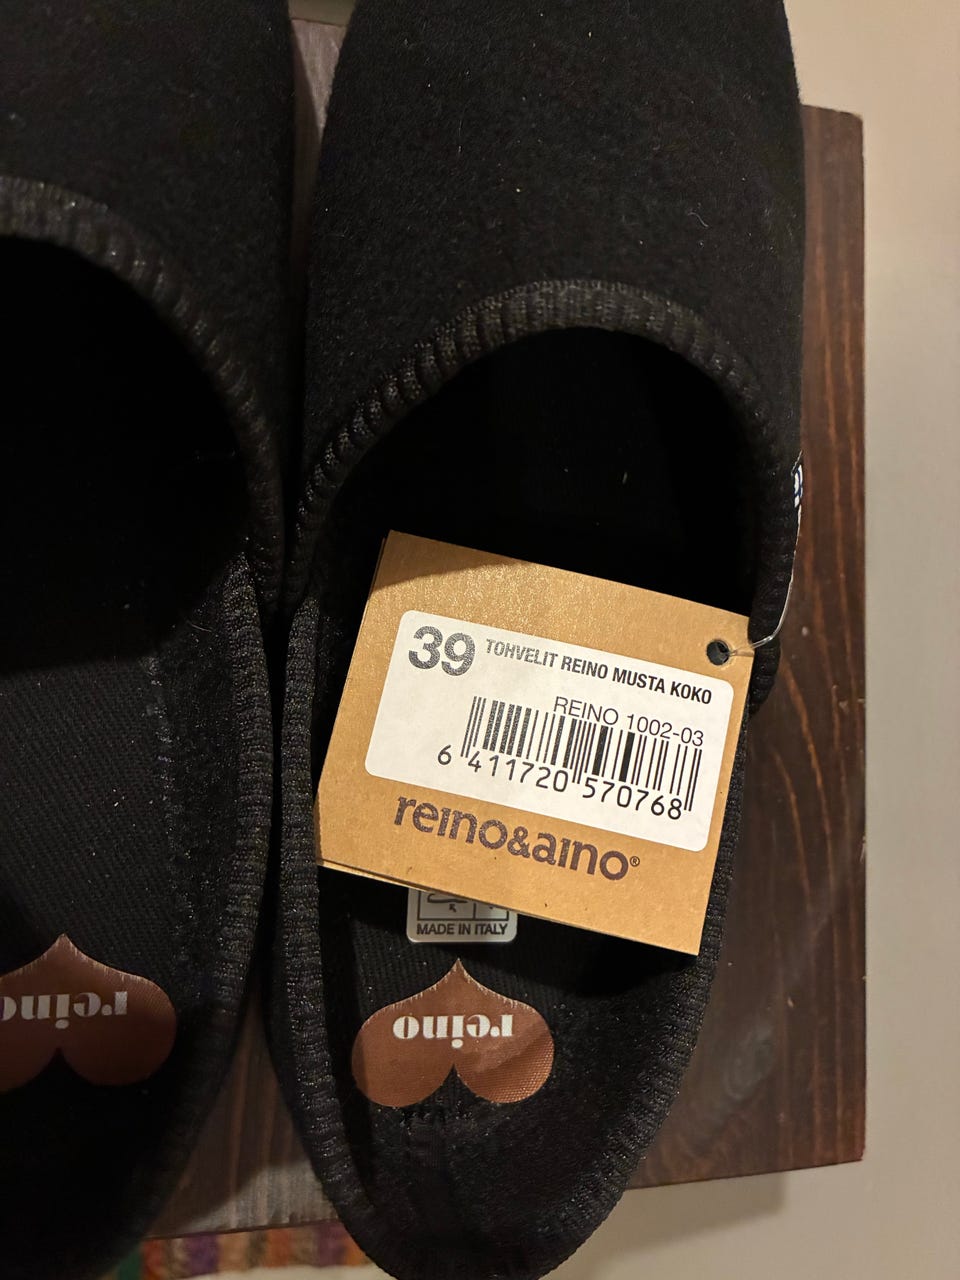 39 TOHVELIT REINO MUSTA KOKO
REINO 1002-03
6 411720 570768
reino&aino®
MADE IN ITALY
reino
reino